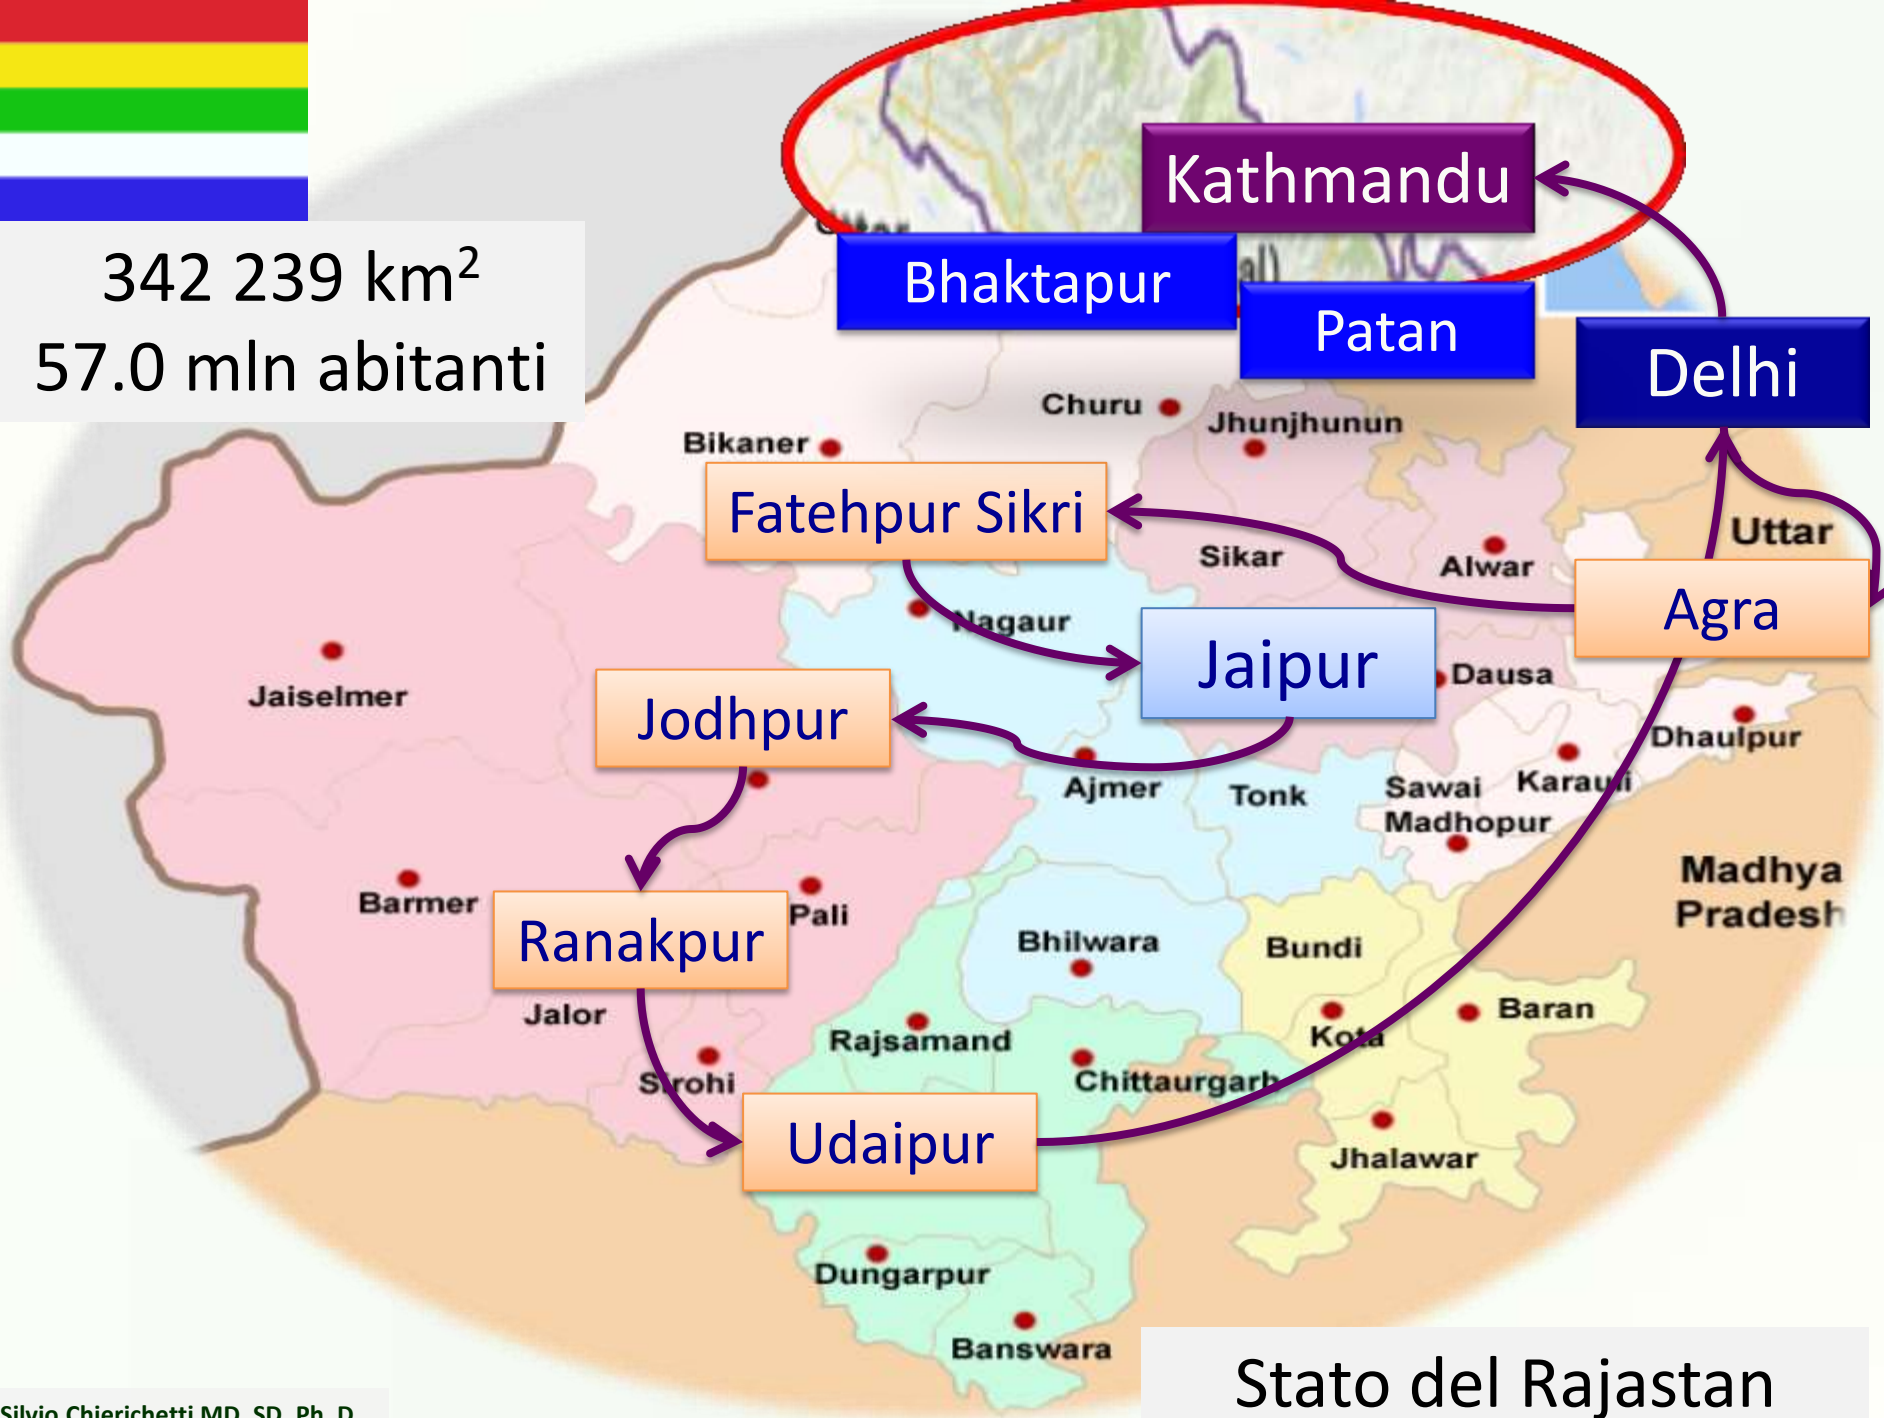 Kathmandu
342 239 km²
57.0 mln abitanti
Bhaktapur
Patan
Delhi
Churu
Jhunjhunun
Bikaner
Fatehpur Sikri
Uttar
Sikar
Alwar
Agra
Nagaur
Jaipur
Dausa
Jaiselmer
Jodhpur
Dhaulpur
Ajmer
Tonk
Sawai
Madhopur
Karauli
Madhya
Pradesh
Barmer
Pali
Ranakpur
Bhilwara
Bundi
Jalor
Baran
Rajsamand
Kota
Sirohi
Chittaurgarh
Udaipur
Jhalawar
Dungarpur
Banswara
Stato del Rajastan
Silvio Chierichetti MD, SD, Ph. D.